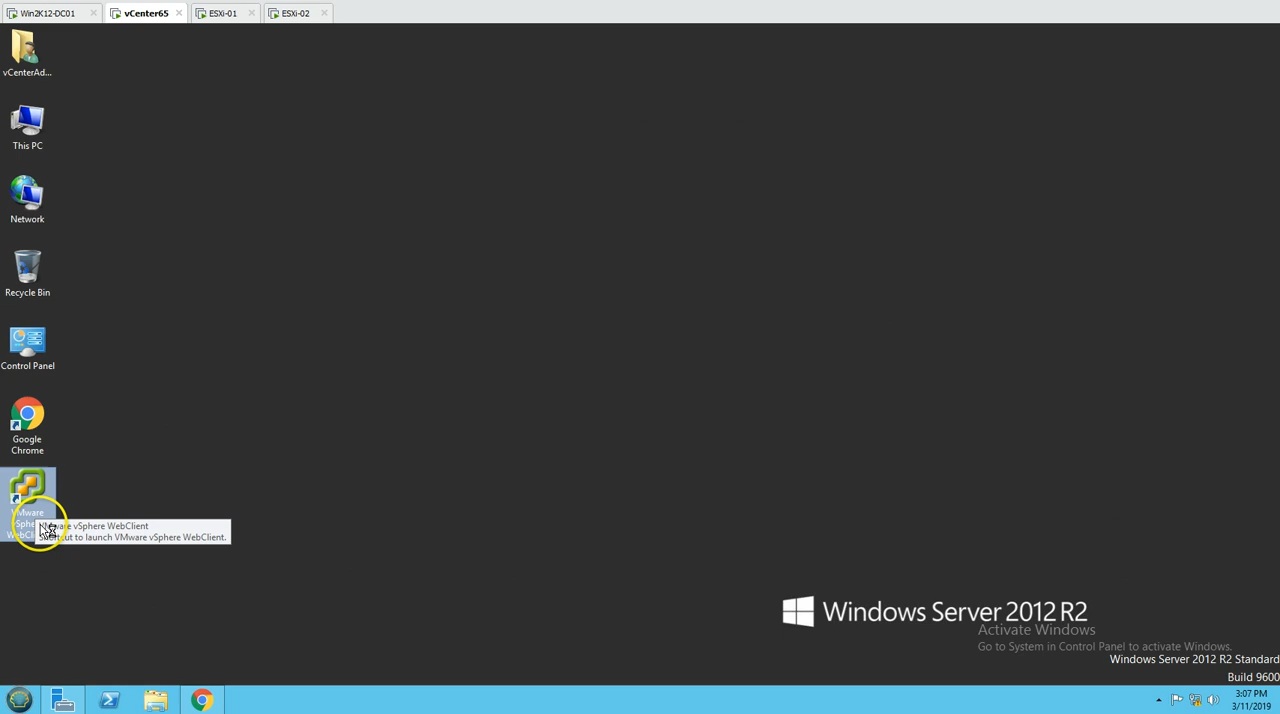 Win2K12-DC01
vCenter65
ESXi-01
ESXi-02
vCenterAd...
This PC
Network
Recycle Bin
Control Panel
Google
Chrome
VMware
vSphere WebClient
Shortcut to launch VMware vSphere WebClient.
Windows Server 2012 R2
Activate Windows
Go to System in Control Panel to activate Windows.
Windows Server 2012 R2 Standard
Build 9600
3:07 PM
3/11/2019